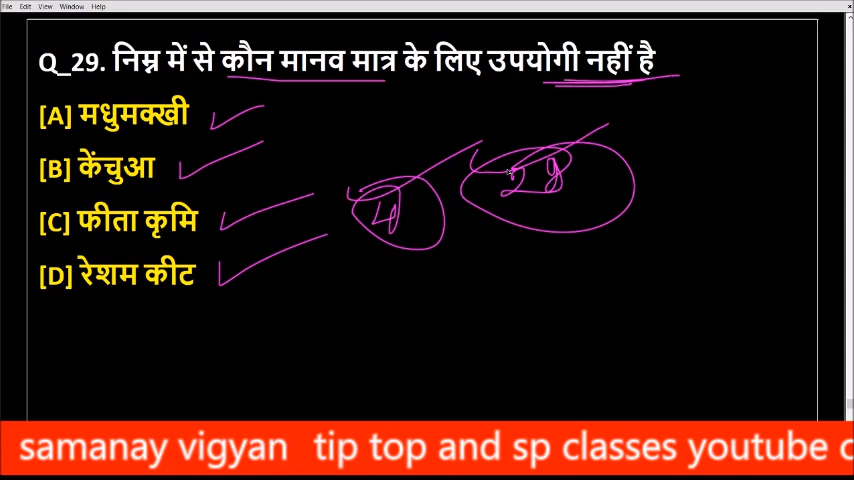 File Edit View Window Help
Q_29. निम्न में से कौन मानव मात्र के लिए उपयोगी नहीं है
[A] मधुमक्खी
[B] केंचुआ
[C] फीता कृमि
[D] रेशम कीट
29
samanay vigyan tip top and sp classes youtube c